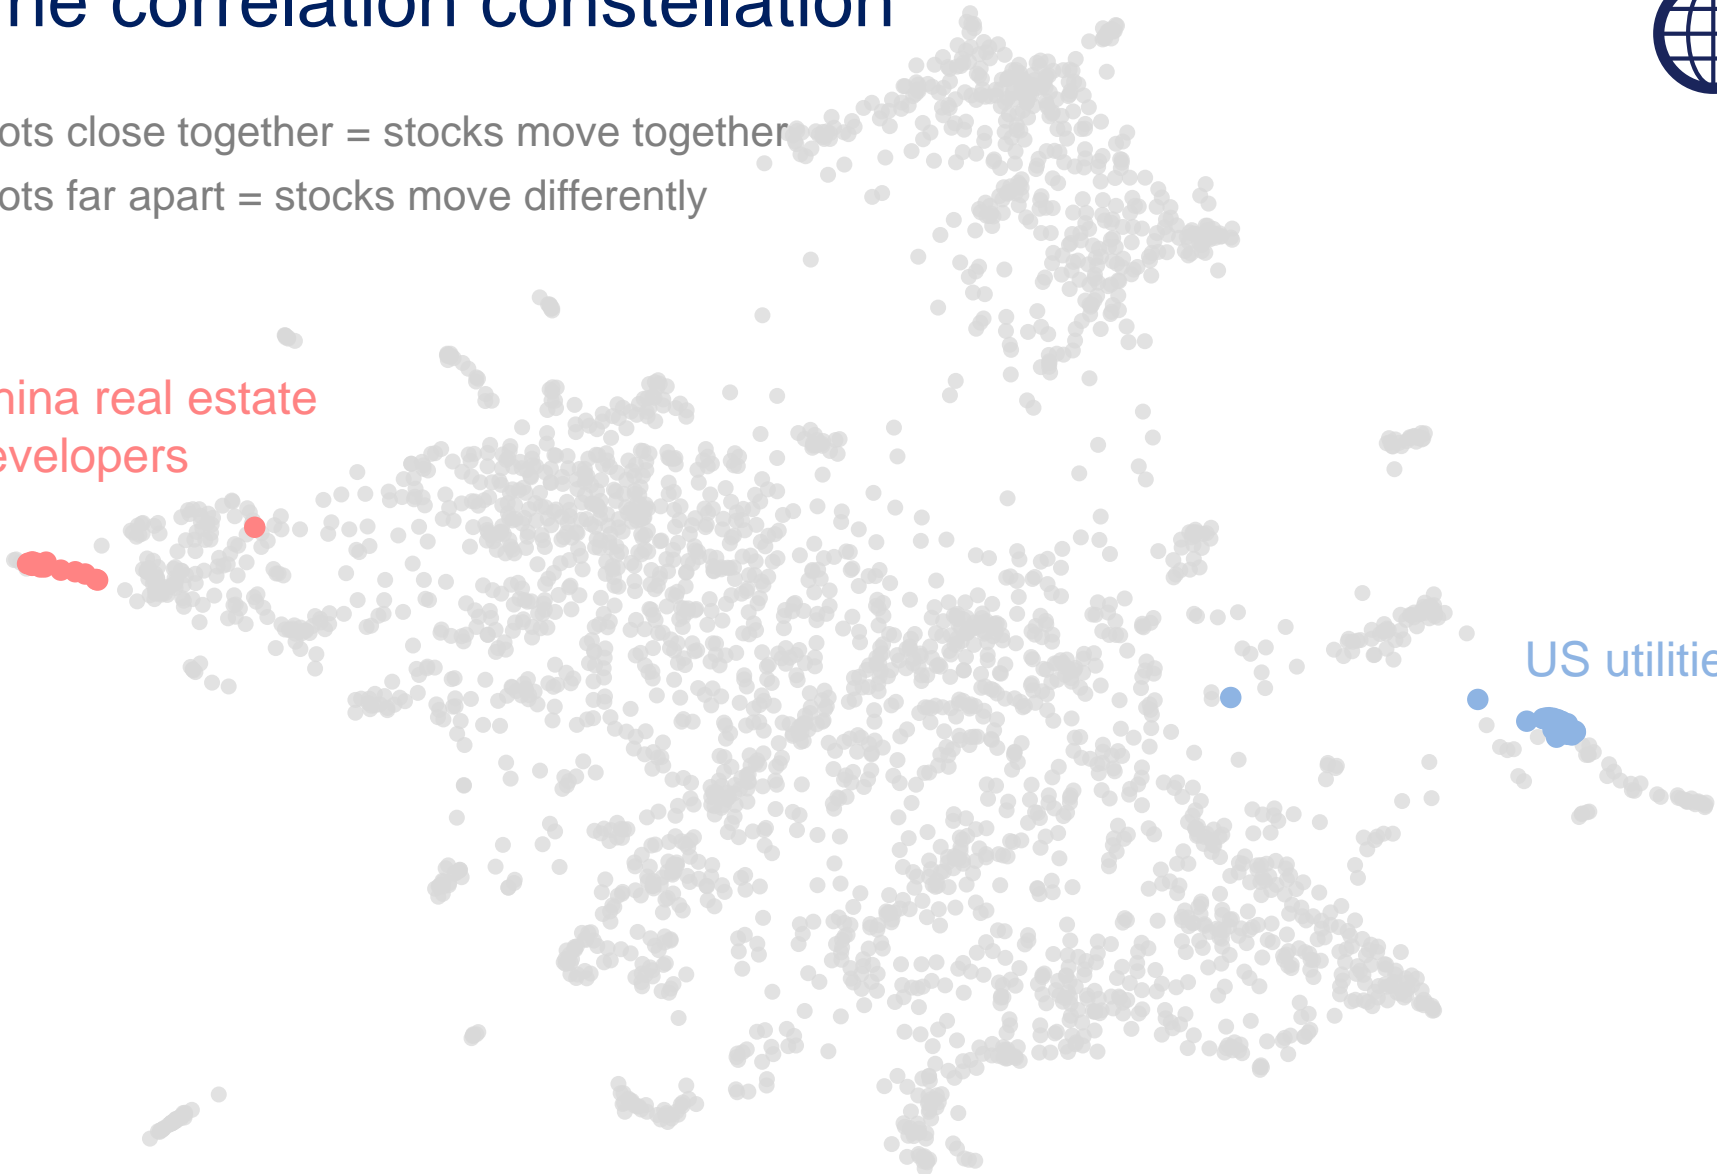 ne correlation constellation
ots close together = stocks move together
ots far apart = stocks move differently
hina real estate
evelopers
US utilitie